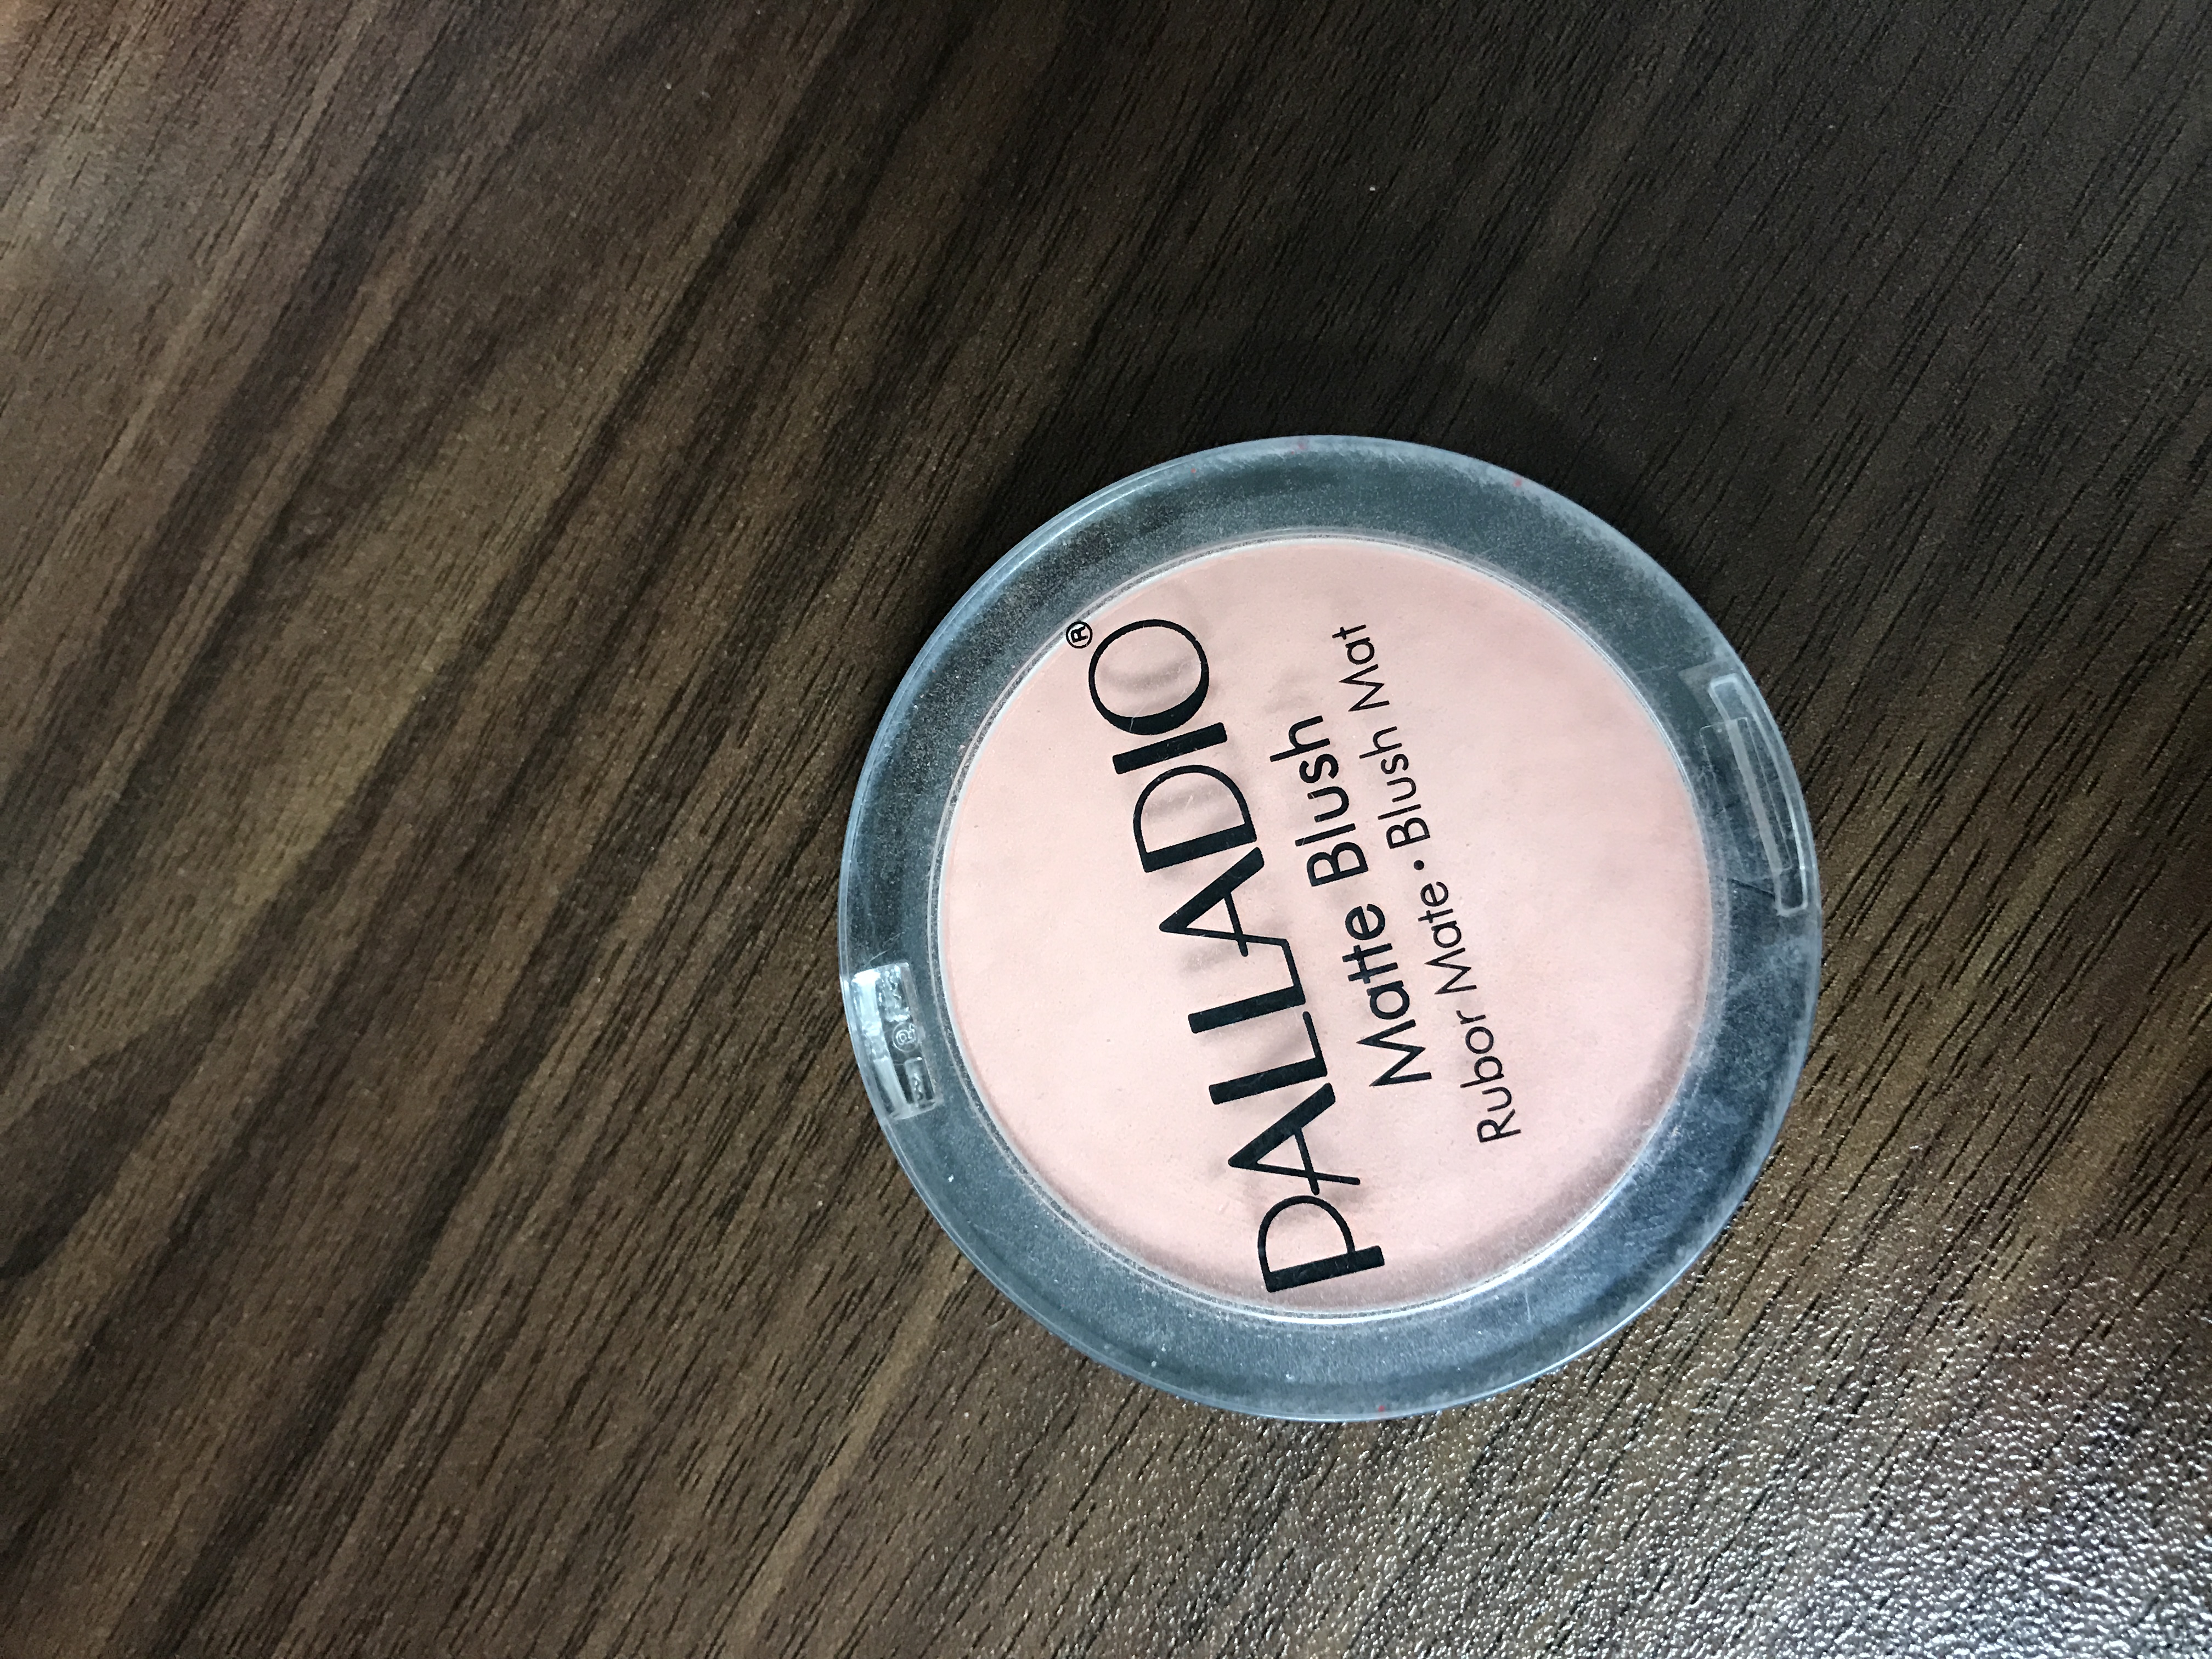 PALLADIO®
Matte Blush
Rubor Mate • Blush Mat